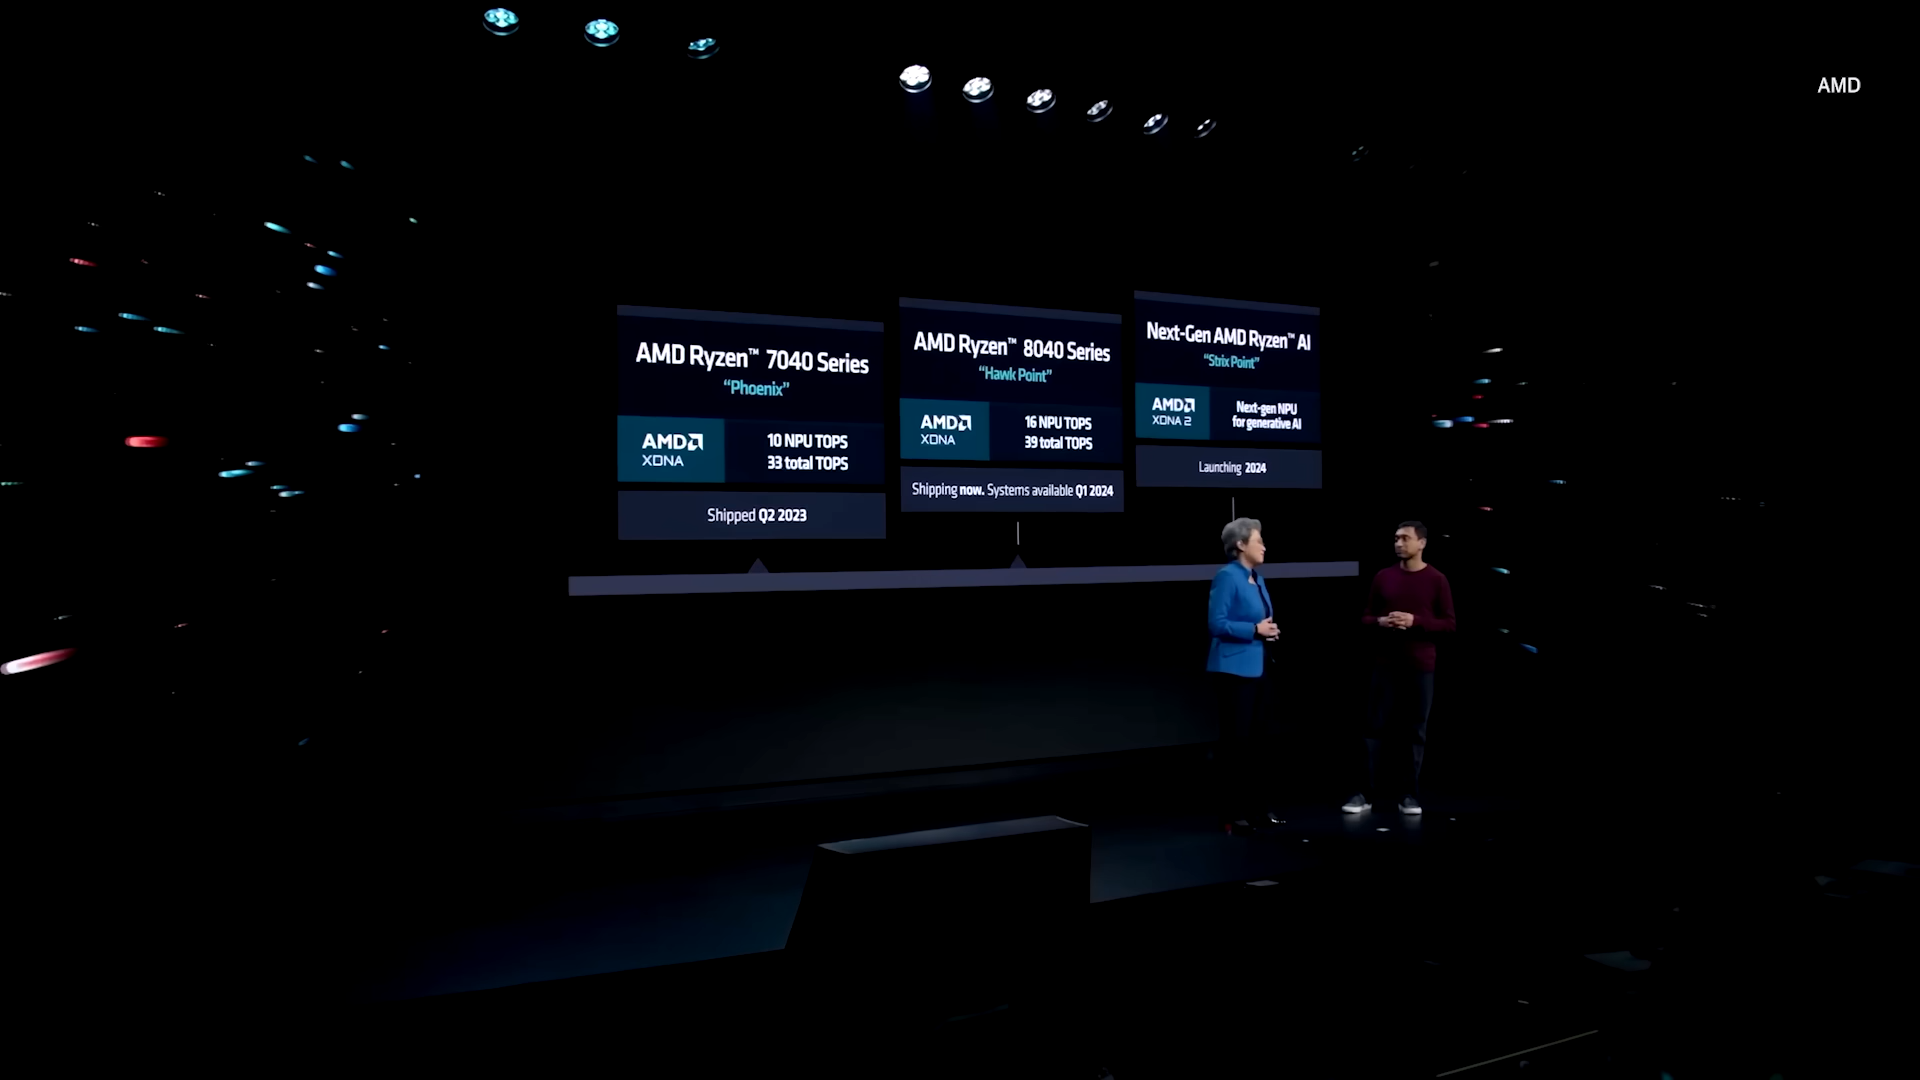 AMD
AMD Ryzen™ 7040 Series
“Phoenix”
AMD
XDNA
10 NPU TOPS
33 total TOPS
Shipped Q2 2023
AMD Ryzen™ 8040 Series
“Hawk Point”
AMD
XDNA
16 NPU TOPS
39 total TOPS
Shipping now. Systems available Q1 2024
Next-Gen AMD Ryzen™ AI
“Strix Point”
AMD
XDNA 2
Next-gen NPU
for generative AI
Launching 2024